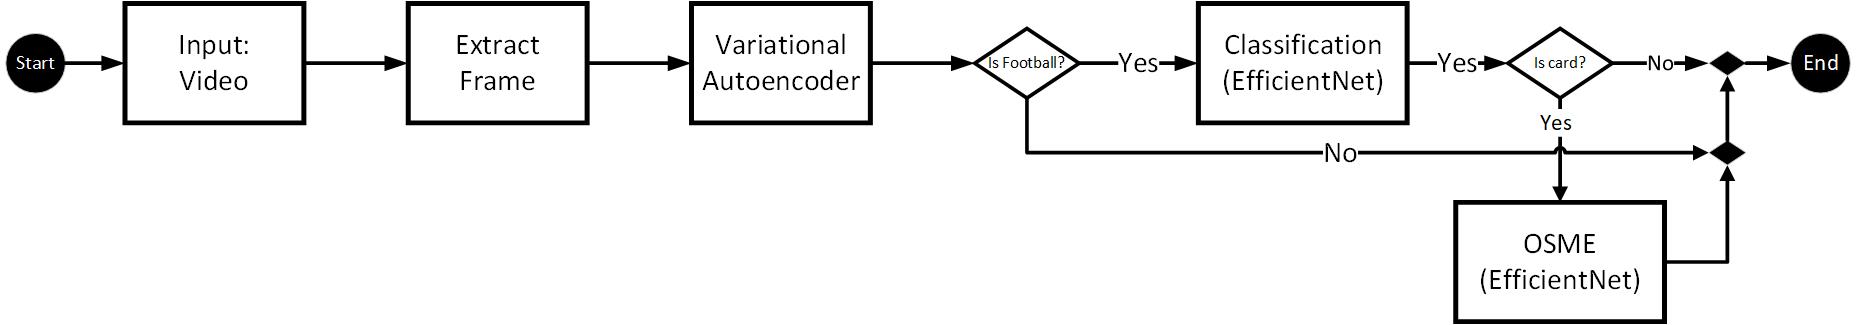 Start
Input:
Video
Extract
Frame
Variational
Autoencoder
Is Football?
Yes
Classification
(EfficientNet)
Yes
Is card?
No
End
Yes
No
OSME
(EfficientNet)